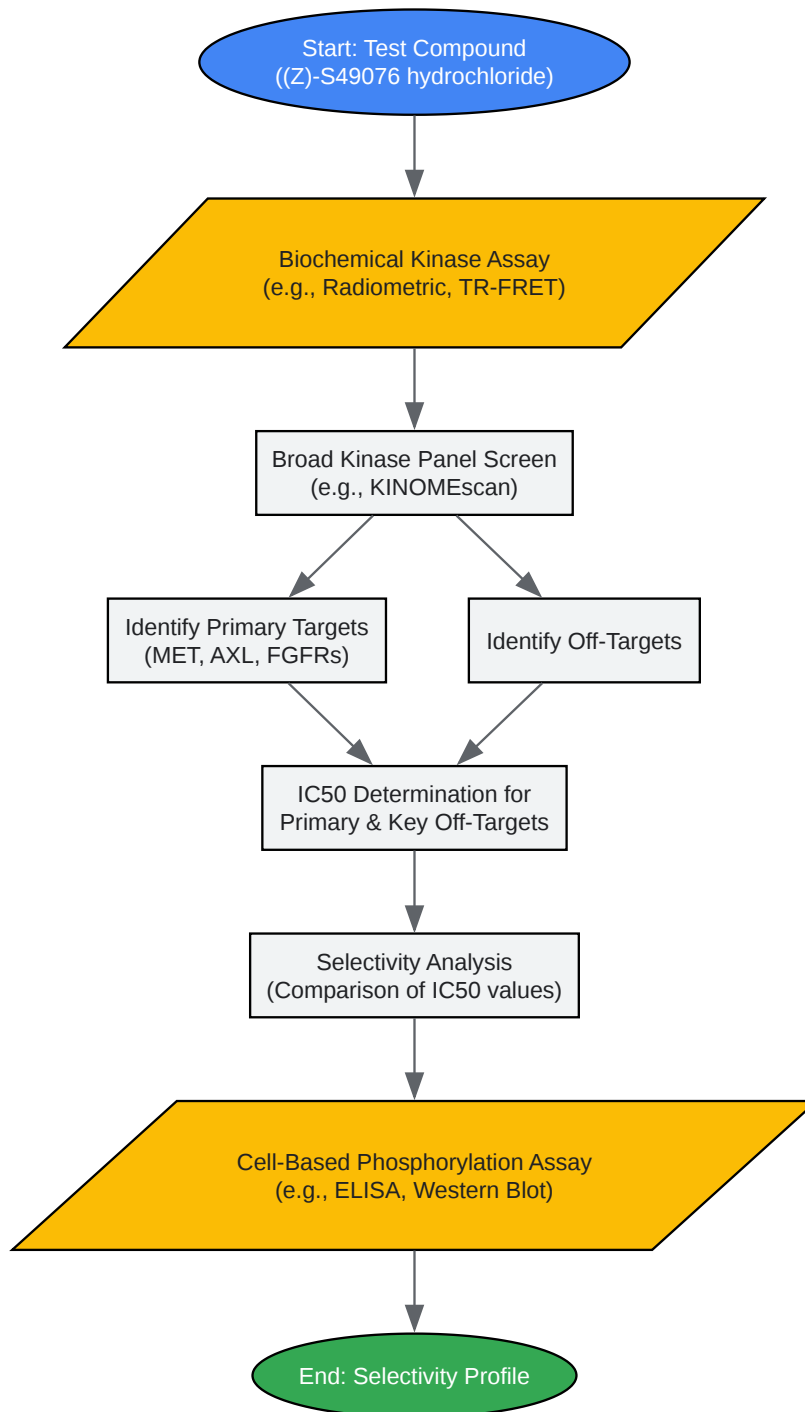 Start: Test Compound
((Z)-S49076 hydrochloride)
Biochemical Kinase Assay
(e.g., Radiometric, TR-FRET)
Broad Kinase Panel Screen
(e.g., KINOMEscan)
Identify Primary Targets
(MET, AXL, FGFRs)
Identify Off-Targets
IC50 Determination for
Primary & Key Off-Targets
Selectivity Analysis
(Comparison of IC50 values)
Cell-Based Phosphorylation Assay
(e.g., ELISA, Western Blot)
End: Selectivity Profile